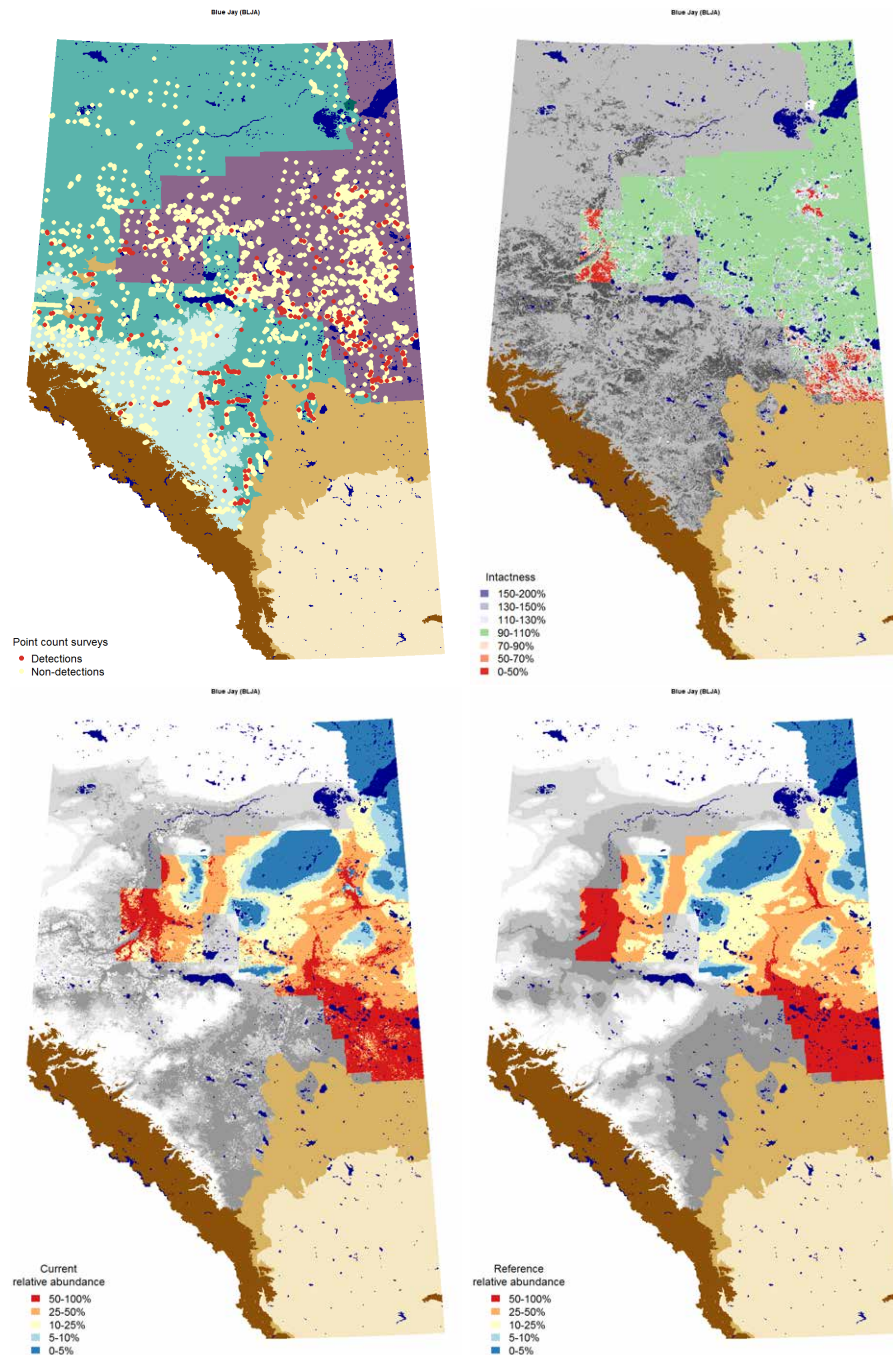 Blue Jay (BLJA)
Point count surveys
Detections
Non-detections
Blue Jay (BLJA)
Intactness
150-200%
130-150%
110-130%
90-110%
70-90%
50-70%
0-50%
Blue Jay (BLJA)
Current
relative abundance
50-100%
25-50%
10-25%
5-10%
0-5%
Blue Jay (BLJA)
Reference
relative abundance
50-100%
25-50%
10-25%
5-10%
0-5%